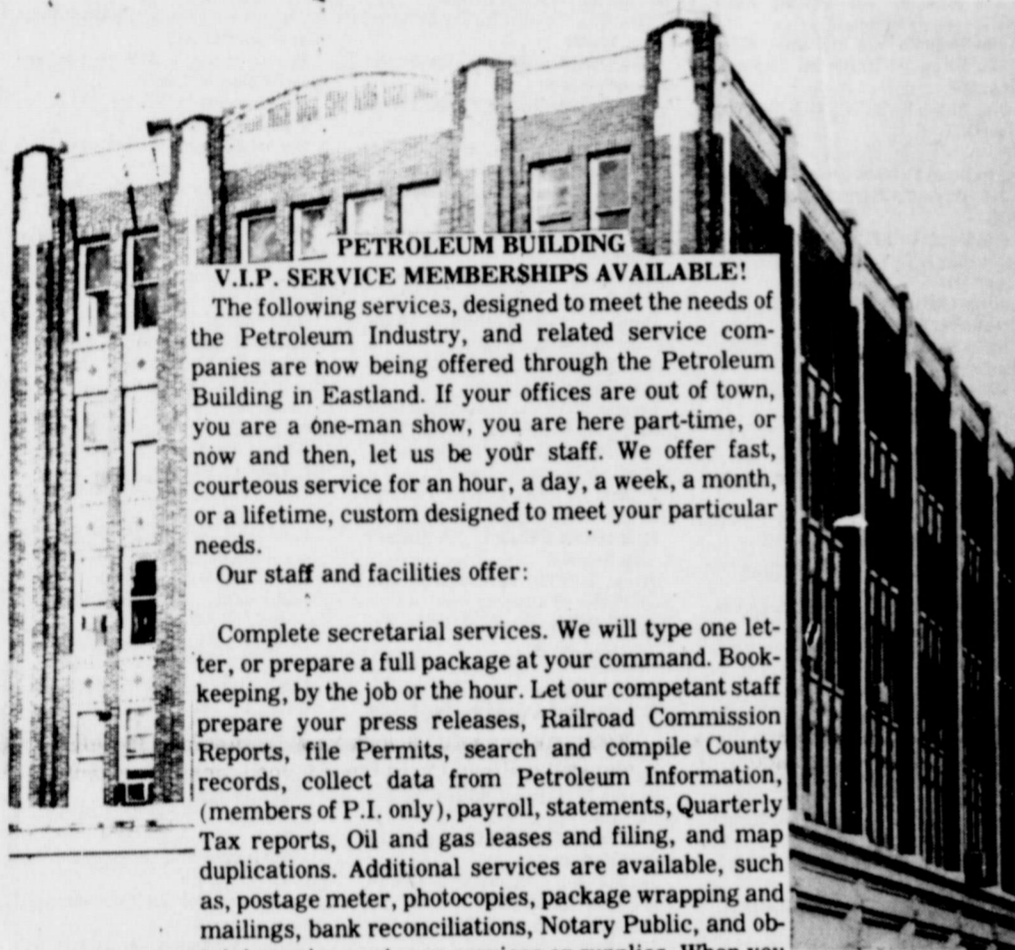 PETROLEUM BUILDING
V.I.P. SERVICE MEMBERSHIPS AVAILABLE!
The following services, designed to meet the needs of
the Petroleum Industry, and related service com-
panies are now being offered through the Petroleum
Building in Eastland. If your offices are out of town,
you are a one-man show, you are here part-time, or
now and then, let us be your staff. We offer fast,
courteous service for an hour, a day, a week, a month,
or a lifetime, custom designed to meet your particular
needs.
Our staff and facilities offer:
Complete secretarial services. We will type one let-
ter, or prepare a full package at your command. Book-
keeping, by the job or the hour. Let our competant staff
prepare your press releases, Railroad Commission
Reports, file Permits, search and compile County
records, collect data from Petroleum Information,
(members of P.I. only), payroll, statements, Quarterly
Tax reports, Oil and gas leases and filing, and map
duplications. Additional services are available, such
as, postage meter, photocopies, package wrapping and
mailings, bank reconciliations, Notary Public, and ob-
When you